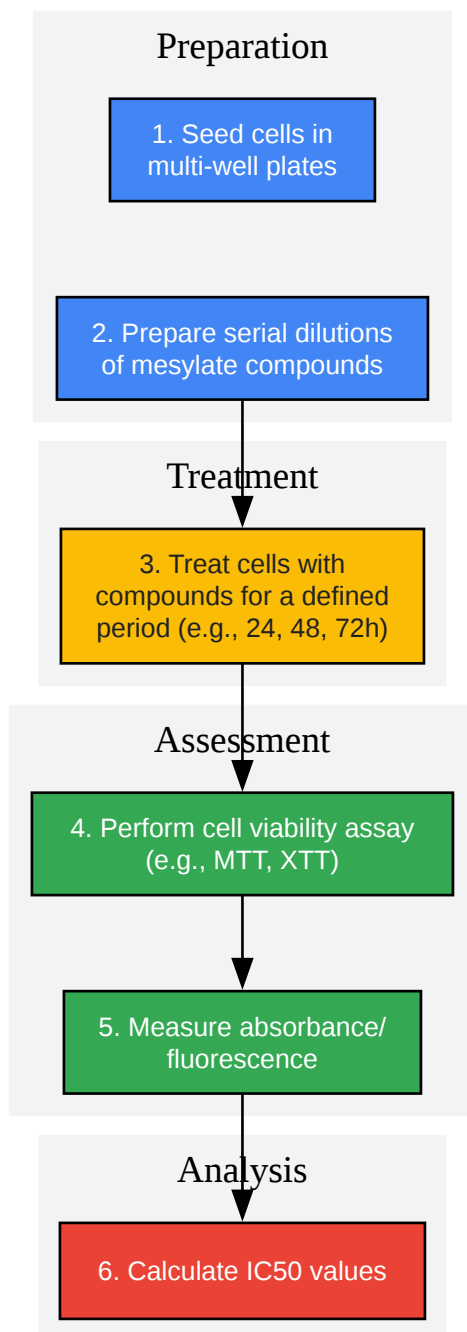 Preparation
1. Seed cells in
multi-well plates
2. Prepare serial dilutions
of mesylate compounds
Treatment
3. Treat cells with
compounds for a defined
period (e.g., 24, 48, 72h)
Assessment
4. Perform cell viability assay
(e.g., MTT, XTT)
5. Measure absorbance/
fluorescence
Analysis
6. Calculate IC50 values